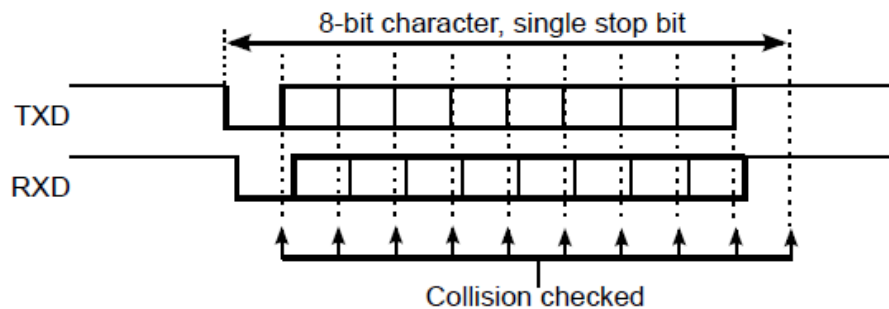 8-bit character, single stop bit
TXD
RXD
Collision checked